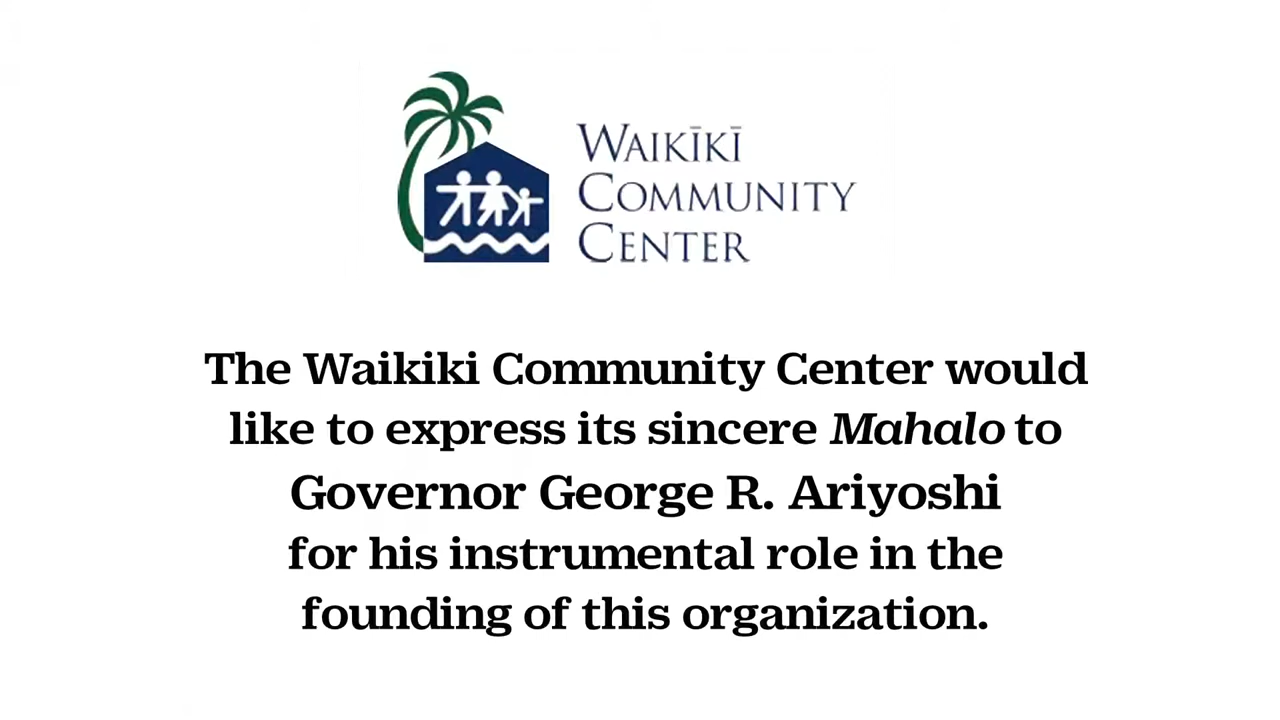 WAIKĪKĪ
COMMUNITY
CENTER
The Waikiki Community Center would
like to express its sincere Mahalo to
Governor George R. Ariyoshi
for his instrumental role in the
founding of this organization.